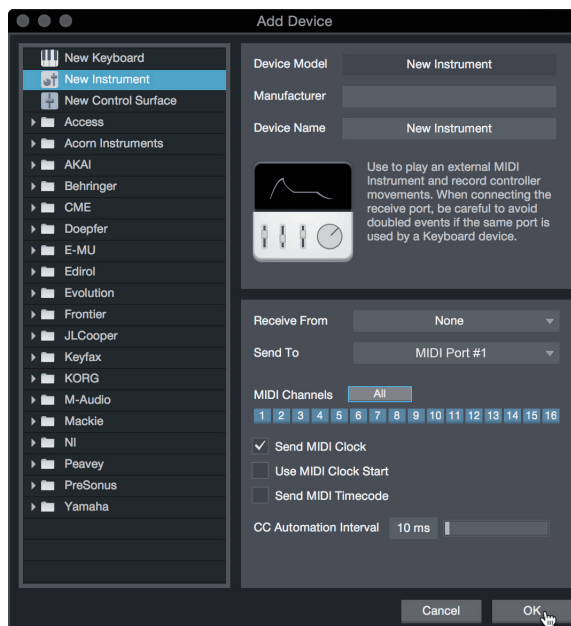 Add Device
New Keyboard
New Instrument
New Control Surface
Access
Acorn Instruments
AKAI
Behringer
CME
Doepfer
E-MU
Edirol
Evolution
Frontier
JLCooper
Keyfax
KORG
M-Audio
Mackie
NI
Peavey
PreSonus
Yamaha
Device Model New Instrument
Manufacturer
Device Name New Instrument
Use to play an external MIDI
Instrument and record controller
movements. When connecting the
receive port, be careful to avoid
doubled events if the same port is
used by a Keyboard device.
Receive From None
Send To MIDI Port #1
MIDI Channels All
1 2 3 4 5 6 7 8 9 10 11 12 13 14 15 16
Send MIDI Clock
Use MIDI Clock Start
Send MIDI Timecode
CC Automation Interval 10 ms
Cancel OK